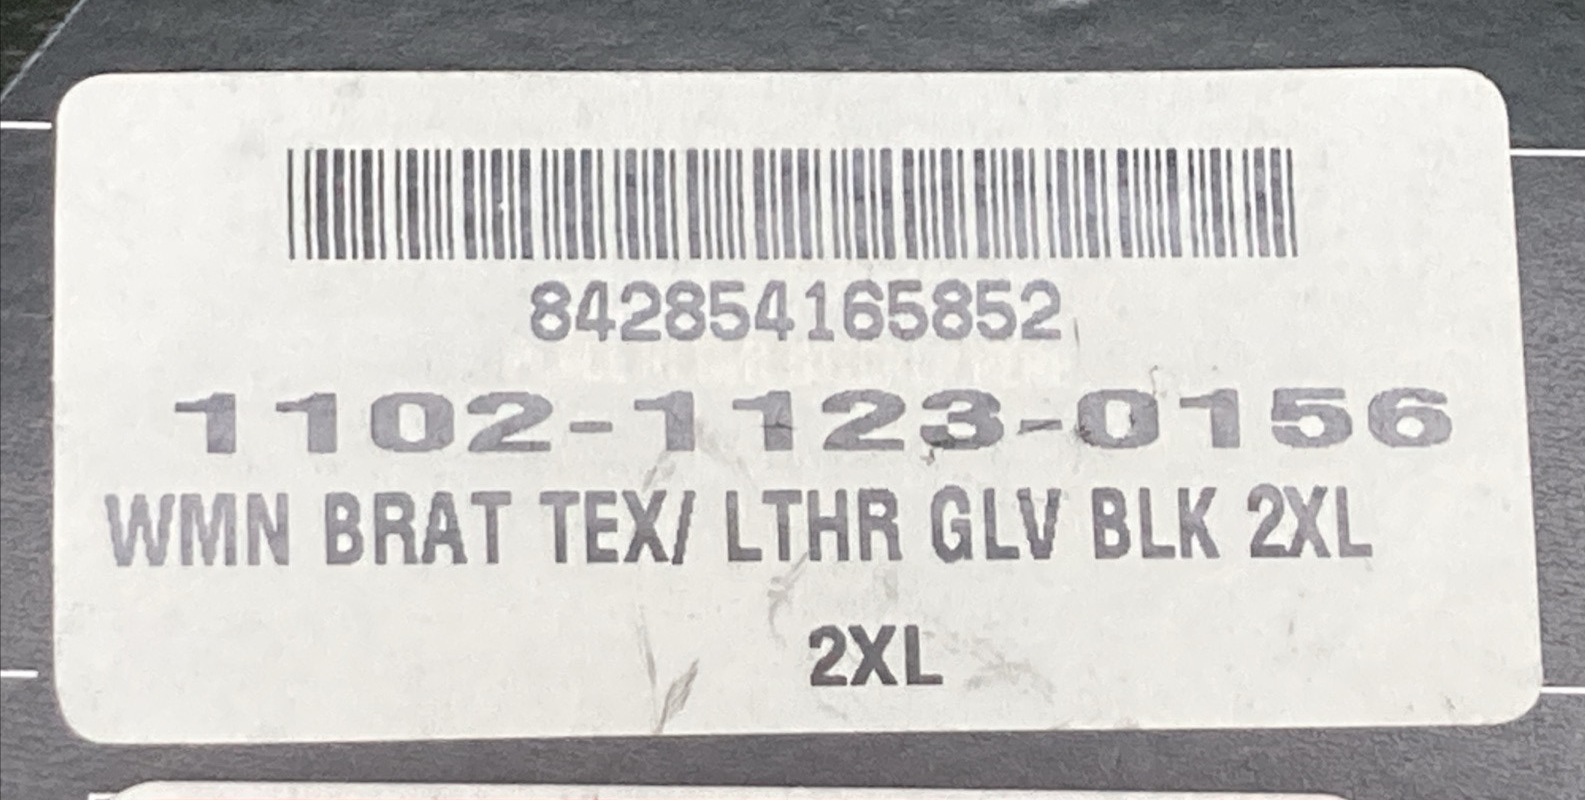 842854165852
1102-1123-0156
WMN BRAT TEX/ LTHR GLV BLK 2XL
2XL